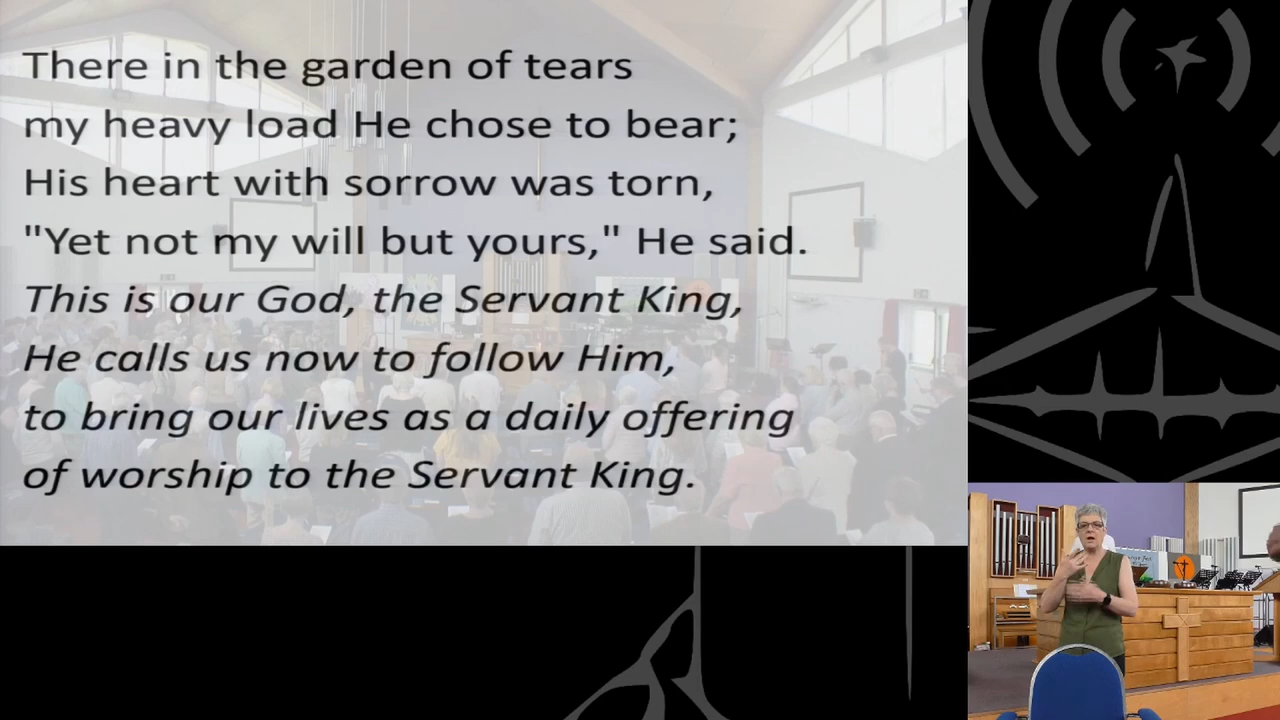 There in the garden of tears
my heavy load He chose to bear;
His heart with sorrow was torn,
"Yet not my will but yours," He said.
This is our God, the Servant King,
He calls us now to follow Him,
to bring our lives as a daily offering
of worship to the Servant King.